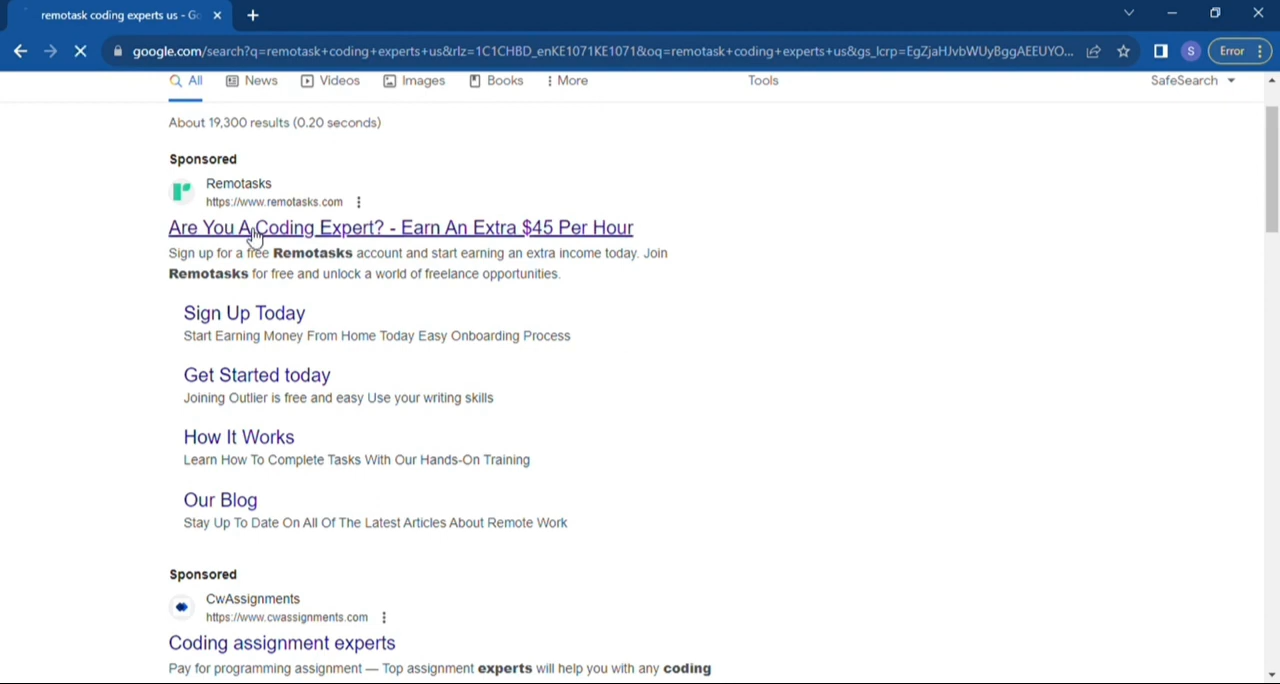 remotask coding experts us - Go
google.com/search?q=remotask+coding+experts+us&rlz=1C1CHBD_enKE1071KE1071&oq=remotask+coding+experts+us&gs_lcrp=EgZjaHJvbWUyBggAEEUYO...
S
Error
All
News
Videos
Images
Books
More
Tools
SafeSearch
About 19,300 results (0.20 seconds)
Sponsored
Remotasks
https://www.remotasks.com
Are You A Coding Expert? - Earn An Extra $45 Per Hour
Sign up for a free Remotasks account and start earning an extra income today. Join
Remotasks for free and unlock a world of freelance opportunities.
Sign Up Today
Start Earning Money From Home Today Easy Onboarding Process
Get Started today
Joining Outlier is free and easy Use your writing skills
How It Works
Learn How To Complete Tasks With Our Hands-On Training
Our Blog
Stay Up To Date On All Of The Latest Articles About Remote Work
Sponsored
CwAssignments
https://www.cwassignments.com
Coding assignment experts
Pay for programming assignment — Top assignment experts will help you with any coding